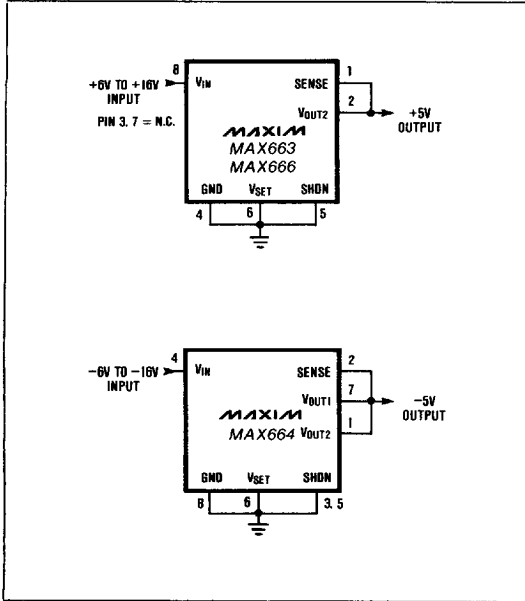 8
1
+6V TO +16V
INPUT
VIN
SENSE
2
VOUT2
+5V
OUTPUT
PIN 3, 7 = N.C.
MAXIM
MAX663
MAX666
GND VSET SHDN
4 6 5
4
2
-6V TO -16V
INPUT
VIN
SENSE
7
VOUT1
-5V
OUTPUT
MAXIM
MAX664
VOUT2
1
GND VSET SHDN
8 6 3, 5